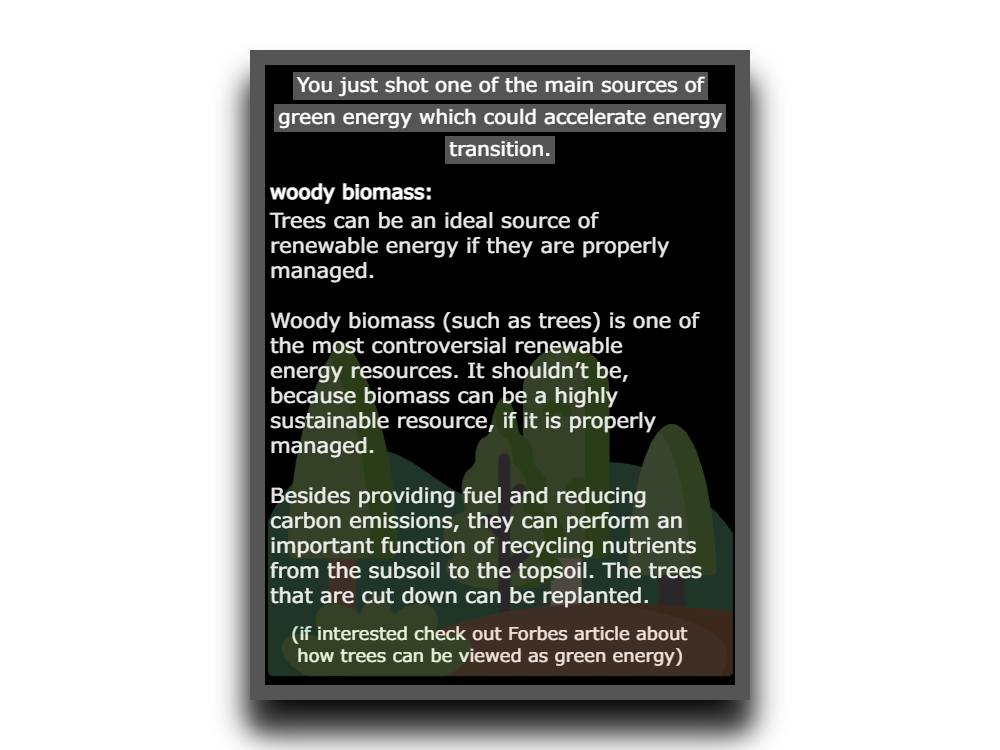 You just shot one of the main sources of
green energy which could accelerate energy
transition.
woody biomass:
Trees can be an ideal source of
renewable energy if they are properly
managed.
Woody biomass (such as trees) is one of
the most controversial renewable
energy resources. It shouldn’t be,
because biomass can be a highly
sustainable resource, if it is properly
managed.
Besides providing fuel and reducing
carbon emissions, they can perform an
important function of recycling nutrients
from the subsoil to the topsoil. The trees
that are cut down can be replanted.
(if interested check out Forbes article about
how trees can be viewed as green energy)